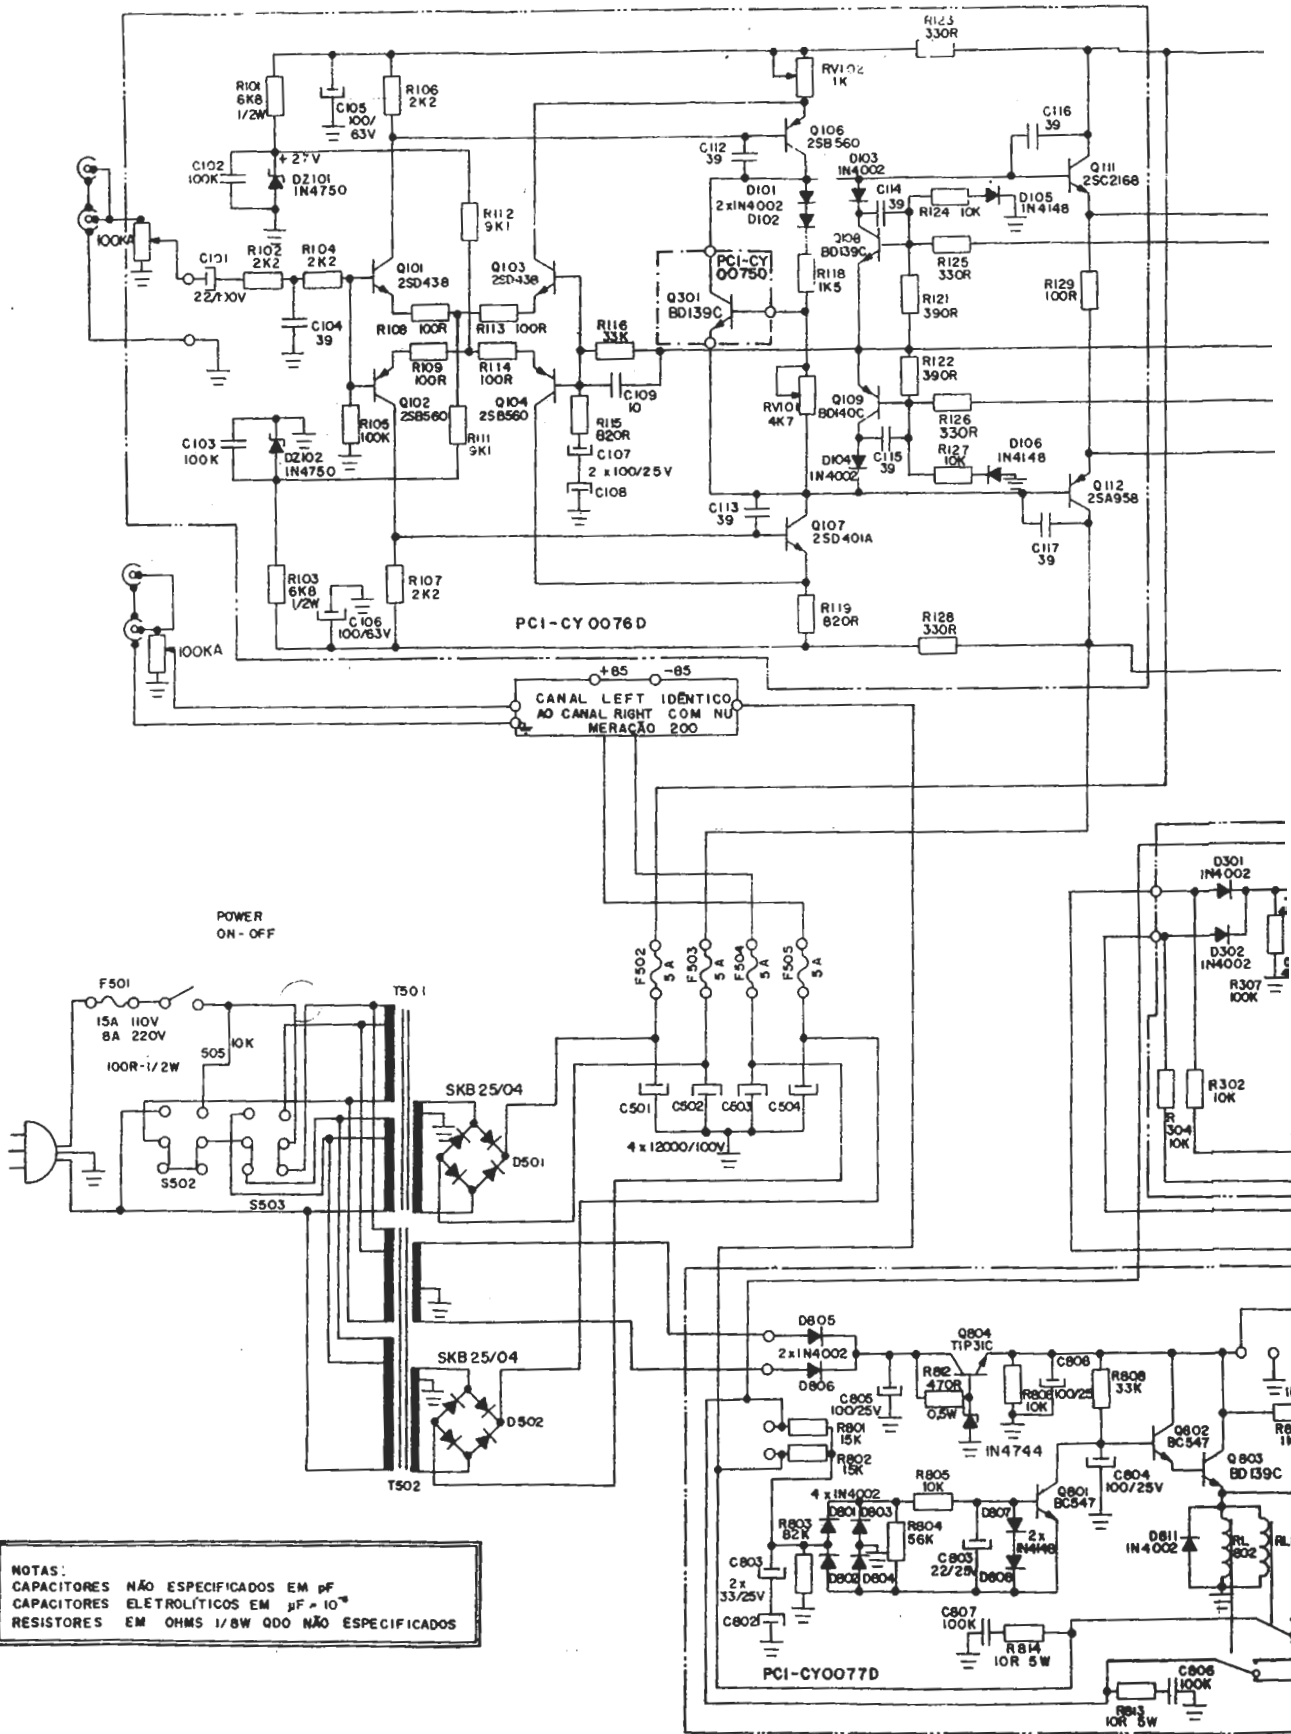 R123
330R
R101
6K8
1/2W
C105
100/
63V
R106
2K2
RV102
1K
Q106
2SB560
C116
39
C112
39
D103
1N4002
Q111
2SC2168
C102
100K
+27V
DZ101
1N4750
D101
2x1N4002
D102
C114
39
R124
10K
D105
1N4148
R112
9K1
100KA
C101
22/100V
R102
2K2
R104
2K2
Q101
2SD438
Q103
2SD438
PCI-CY
00750
Q301
BD139C
R118
1K5
Q108
BD139C
R125
330R
R121
390R
R129
100R
C104
39
R108
100R
R113
100R
R116
33K
R109
100R
R114
100R
R122
390R
Q102
2SB560
Q104
2SB560
C109
10
RV101
4K7
Q109
BD140C
R126
330R
C103
100K
DZ102
1N4750
R105
100K
R111
9K1
R115
820R
C107
2 x 100/25V
C108
D104
1N4002
C115
39
R127
10K
D106
1N4148
C113
39
Q107
2SD401A
Q112
2SA958
C117
39
R103
6K8
1/2W
R107
2K2
C106
100/63V
PCI-CY0076D
R119
820R
R128
330R
100KA
+85
-85
CANAL LEFT IDÊNTICO
AO CANAL RIGHT COM NU
MERAÇÃO 200
D301
1N4002
D302
1N4002
R307
100K
POWER
ON-OFF
F502
5A
F503
5A
F504
5A
F505
5A
F501
15A 110V
8A 220V
T501
505
10K
100R-1/2W
SKB25/04
C501
C502
C503
C504
4x12000/100V
R302
10K
R
304
10K
D501
S502
S503
D805
2x1N4002
D806
Q804
TIP31C
SKB25/04
D502
T502
C805
100/25V
R812
470R
0,5W
R808
10K
C808
100/25
R808
33K
1N4744
R801
15K
R802
15K
Q802
BC547
Q803
BD139C
C804
100/25V
4x1N4002
D801
D803
R805
10K
Q801
BC547
R803
82K
R804
56K
D807
2x
1N4148
D808
C803
22/25V
D811
1N4002
RL
802
RL
C803
2x
33/25V
C802
D802
D804
C807
100K
R814
10R 5W
PCI-CY0077D
C806
100K
R813
10R 5W
NOTAS:
CAPACITORES NÃO ESPECIFICADOS EM pF
CAPACITORES ELETROLÍTICOS EM µF = 10⁻⁶
RESISTORES EM OHMS 1/8W QDO NÃO ESPECIFICADOS